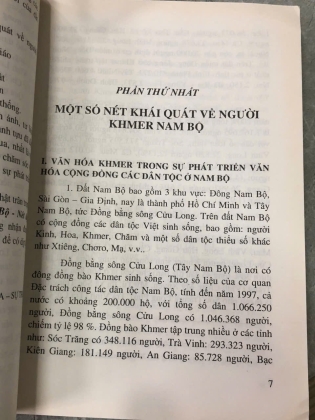 PHẦN THỨ NHẤT
MỘT SỐ NÉT KHÁI QUÁT VỀ NGƯỜI
KHMER NAM BỘ
I. VĂN HÓA KHMER TRONG SỰ PHÁT TRIỂN VĂN
HÓA CỘNG ĐỒNG CÁC DÂN TỘC Ở NAM BỘ
1. Đất Nam Bộ bao gồm 3 khu vực: Đông Nam Bộ,
Sài Gòn – Gia Định, nay là thành phố Hồ Chí Minh và Tây
Nam Bộ, tức Đồng bằng sông Cửu Long. Trên đất Nam Bộ
có cộng đồng các dân tộc Việt sinh sống, bao gồm: người
Kinh, Hoa, Khmer, Chăm và một số dân tộc thiểu số khác
như Xtiêng, Chơro, Mạ, v.v..
Đồng bằng sông Cửu Long (Tây Nam Bộ) là nơi có
đông đồng bào Khmer sinh sống. Theo số liệu của cơ quan
Đặc trách công tác dân tộc Nam Bộ, tính đến năm 1997, cả
nước có khoảng 200.000 hộ, với tổng số dân 1.066.250
người, Đồng bằng sông Cửu Long có 1.046.368 người,
chiếm tỷ lệ 98 %. Đồng bào Khmer tập trung nhiều ở các
tỉnh như: Sóc Trăng có 348.116 người, Trà Vinh: 293.323 người,
Kiên Giang: 181.149 người, An Giang: 85.728 người, Bạc
7